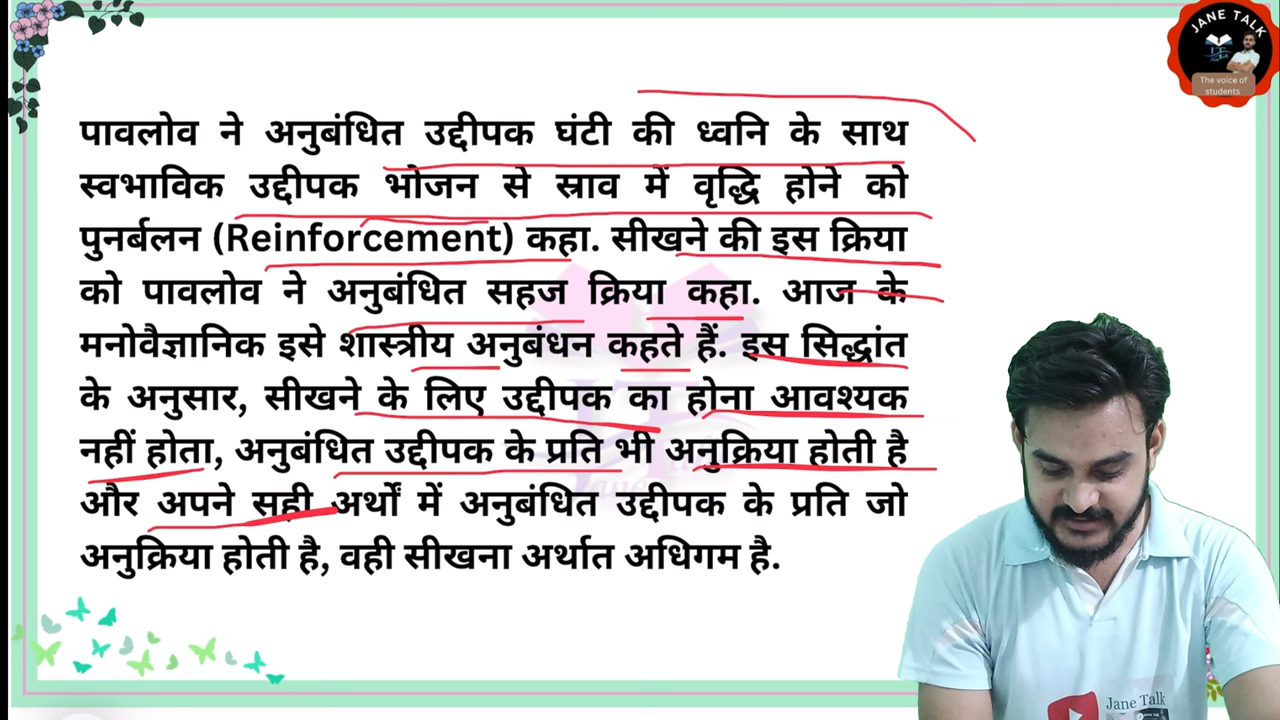 JANE TALK
The voice of
students
पावलोव ने अनुबंधित उद्दीपक घंटी की ध्वनि के साथ
स्वभाविक उद्दीपक भोजन से स्राव में वृद्धि होने को
पुनर्बलन (Reinforcement) कहा. सीखने की इस क्रिया
को पावलोव ने अनुबंधित सहज क्रिया कहा. आज के
मनोवैज्ञानिक इसे शास्त्रीय अनुबंधन कहते हैं. इस सिद्धांत
के अनुसार, सीखने के लिए उद्दीपक का होना आवश्यक
नहीं होता, अनुबंधित उद्दीपक के प्रति भी अनुक्रिया होती है
और अपने सही अर्थों में अनुबंधित उद्दीपक के प्रति जो
अनुक्रिया होती है, वही सीखना अर्थात अधिगम है.
Jane Talk